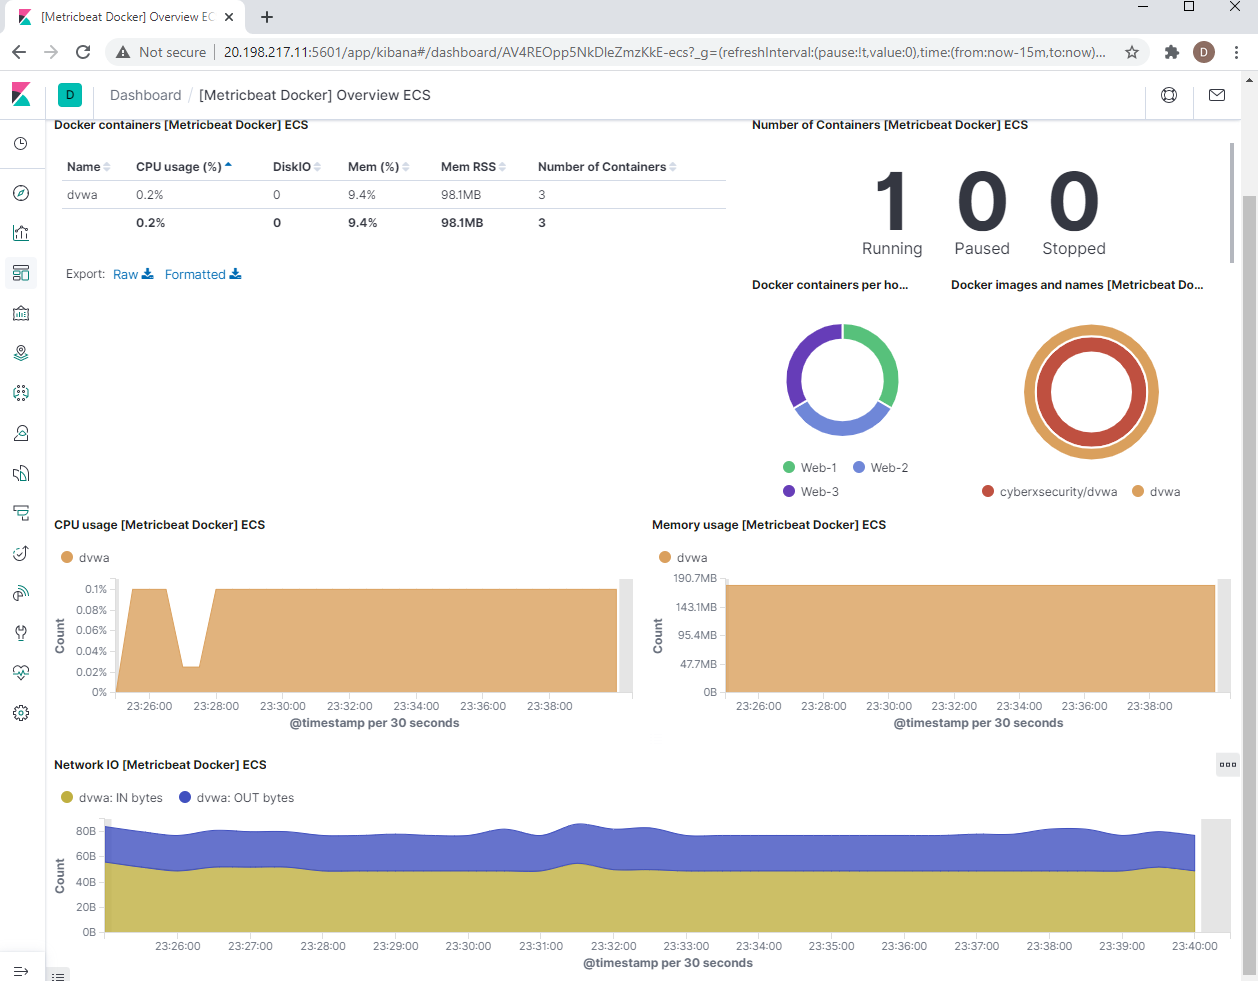 [Metricbeat Docker] Overview EC
Not secure
20.198.217.11:5601/app/kibana#/dashboard/AV4REOpp5NkDleZmzKkE-ecs?_g=(refreshInterval:(pause:!t,value:0),time:(from:now-15m,to:now)...
D
D
Dashboard / [Metricbeat Docker] Overview ECS
Docker containers [Metricbeat Docker] ECS
Name CPU usage (%) DiskIO Mem (%) Mem RSS Number of Containers
dvwa 0.2% 0 9.4% 98.1MB 3
0.2% 0 9.4% 98.1MB 3
Export: Raw Formatted
Number of Containers [Metricbeat Docker] ECS
1 0 0
Running Paused Stopped
Docker containers per ho...
Web-1 Web-2
Web-3
Docker images and names [Metricbeat Do...
cyberxsecurity/dvwa dvwa
CPU usage [Metricbeat Docker] ECS
dvwa
0.1%
0.08%
0.06%
0.04%
0.02%
0%
Count
23:26:00 23:28:00 23:30:00 23:32:00 23:34:00 23:36:00 23:38:00
@timestamp per 30 seconds
Memory usage [Metricbeat Docker] ECS
dvwa
190.7MB
143.1MB
95.4MB
47.7MB
0B
Count
23:26:00 23:28:00 23:30:00 23:32:00 23:34:00 23:36:00 23:38:00
@timestamp per 30 seconds
Network IO [Metricbeat Docker] ECS
dvwa: IN bytes dvwa: OUT bytes
80B
60B
40B
20B
0B
Count
23:26:00 23:27:00 23:28:00 23:29:00 23:30:00 23:31:00 23:32:00 23:33:00 23:34:00 23:35:00 23:36:00 23:37:00 23:38:00 23:39:00 23:40:00
@timestamp per 30 seconds